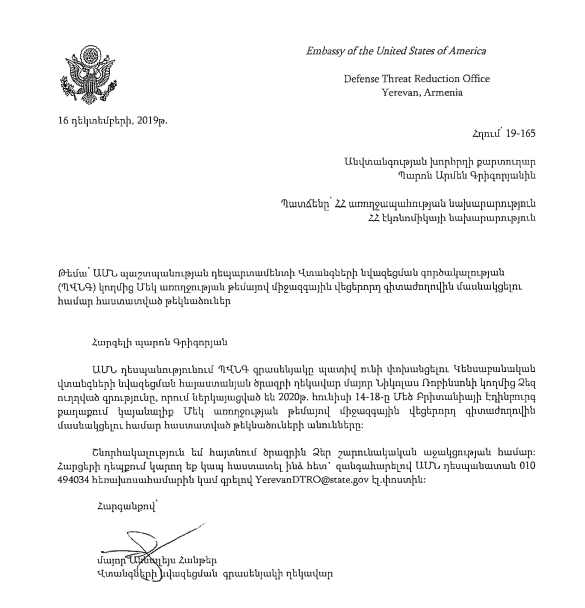 Embassy of the United States of America
Defense Threat Reduction Office
Yerevan, Armenia
16 դեկտեմբերի, 2019թ.
Հղում՝ 19-165
Անվտանգության խորհրդի քարտուղար
Պարոն Արմեն Գրիգորյանին
Պատճենը՝ ՀՀ առողջապահության նախարարություն
ՀՀ էկոնոմիկայի նախարարություն
Թեմա՝ ԱՄՆ պաշտպանության դեպարտամենտի Վտանգների նվազեցման գործակալության
(ՊՎՆԳ) կողմից Մեկ առողջության թեմայով միջազգային վեցերորդ գիտաժողովին մասնակցելու
համար հաստատված թեկնածուներ
Հարգելի պարոն Գրիգորյան
ԱՄՆ դեսպանությունում ՊՎՆԳ գրասենյակը պատիվ ունի փոխանցելու Կենսաբանական
վտանգների նվազեցման հայաստանյան ծրագրի ղեկավար մայոր Նիկոլաս Ռոբինսոնի կողմից Ձեզ
ուղղված գրությունը, որում ներկայացված են 2020թ. հունիսի 14-18-ը Մեծ Բրիտանիայի Էդինբուրգ
քաղաքում կայանալիք Մեկ առողջության թեմայով միջազգային վեցերորդ գիտաժողովին
մասնակցելու համար հաստատված թեկնածուների անունները:
Շնորհակալություն եմ հայտնում ծրագրին Ձեր շարունակական աջակցության համար:
Հարցերի դեպքում կարող եք կապ հաստատել ինձ հետ՝ զանգահարելով ԱՄՆ դեսպանատան 010
494034 հեռախոսահամարին կամ գրելով YerevanDTRO@state.gov էլ.փոստին:
Հարգանքով՝
մայոր Հանթեր
Վտանգների նվազեցման գրասենյակի ղեկավար